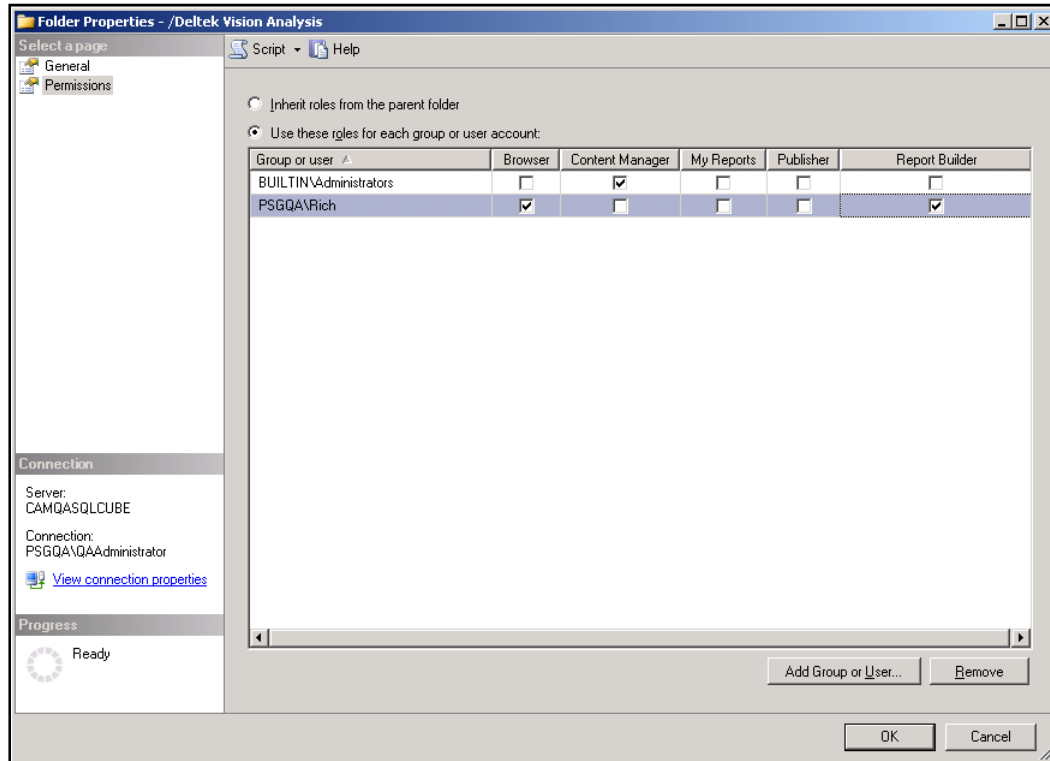 Folder Properties - /Deltek Vision Analysis
Select a page
General
Permissions
Script Help
Inherit roles from the parent folder
Use these roles for each group or user account:
Group or user Browser Content Manager My Reports Publisher Report Builder
BUILTIN\Administrators
PSGQA\Rich
Connection
Server:
CAMQASQLCUBE
Connection:
PSGQA\QAAdministrator
View connection properties
Progress
Ready
Add Group or User... Remove
OK Cancel